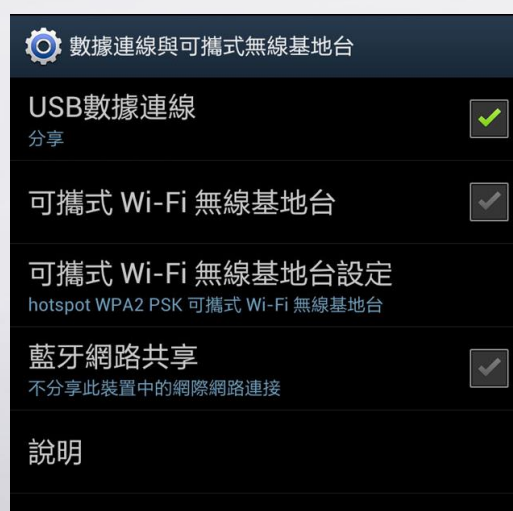 數據連線與可攜式無線基地台
USB數據連線
分享
可攜式 Wi-Fi 無線基地台
可攜式 Wi-Fi 無線基地台設定
hotspot WPA2 PSK 可攜式 Wi-Fi 無線基地台
藍牙網路共享
不分享此裝置中的網際網路連接
說明